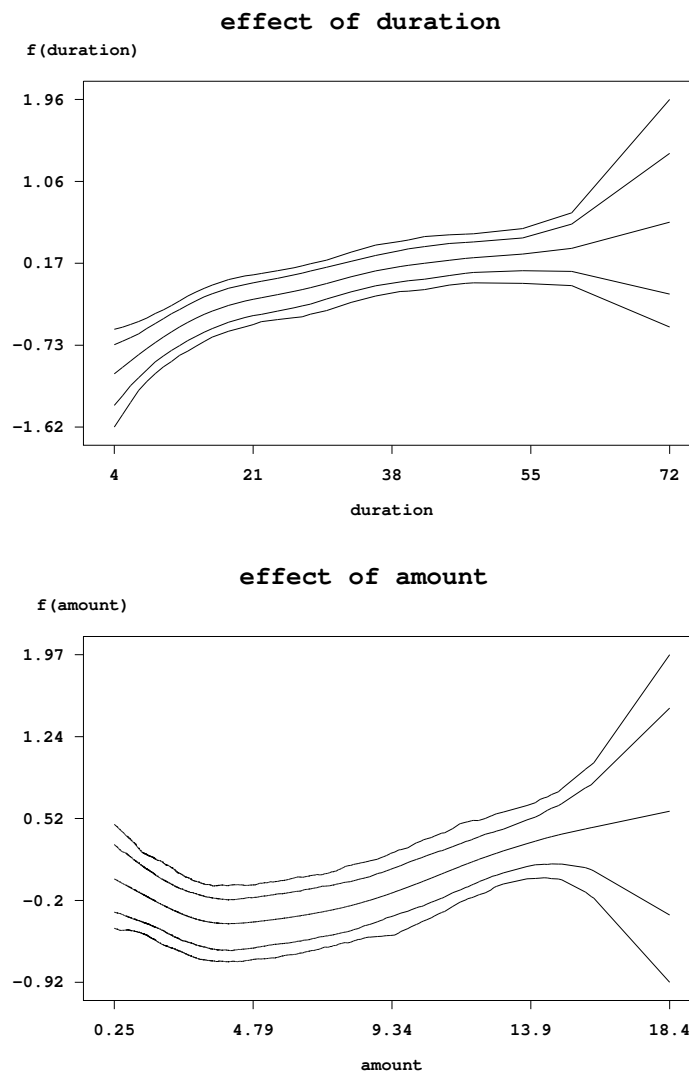 effect of duration
f(duration)
1.96
1.06
0.17
−0.73
−1.62
4 21 38 55 72
duration
effect of amount
f(amount)
1.97
1.24
0.52
−0.2
−0.92
0.25 4.79 9.34 13.9 18.4
amount